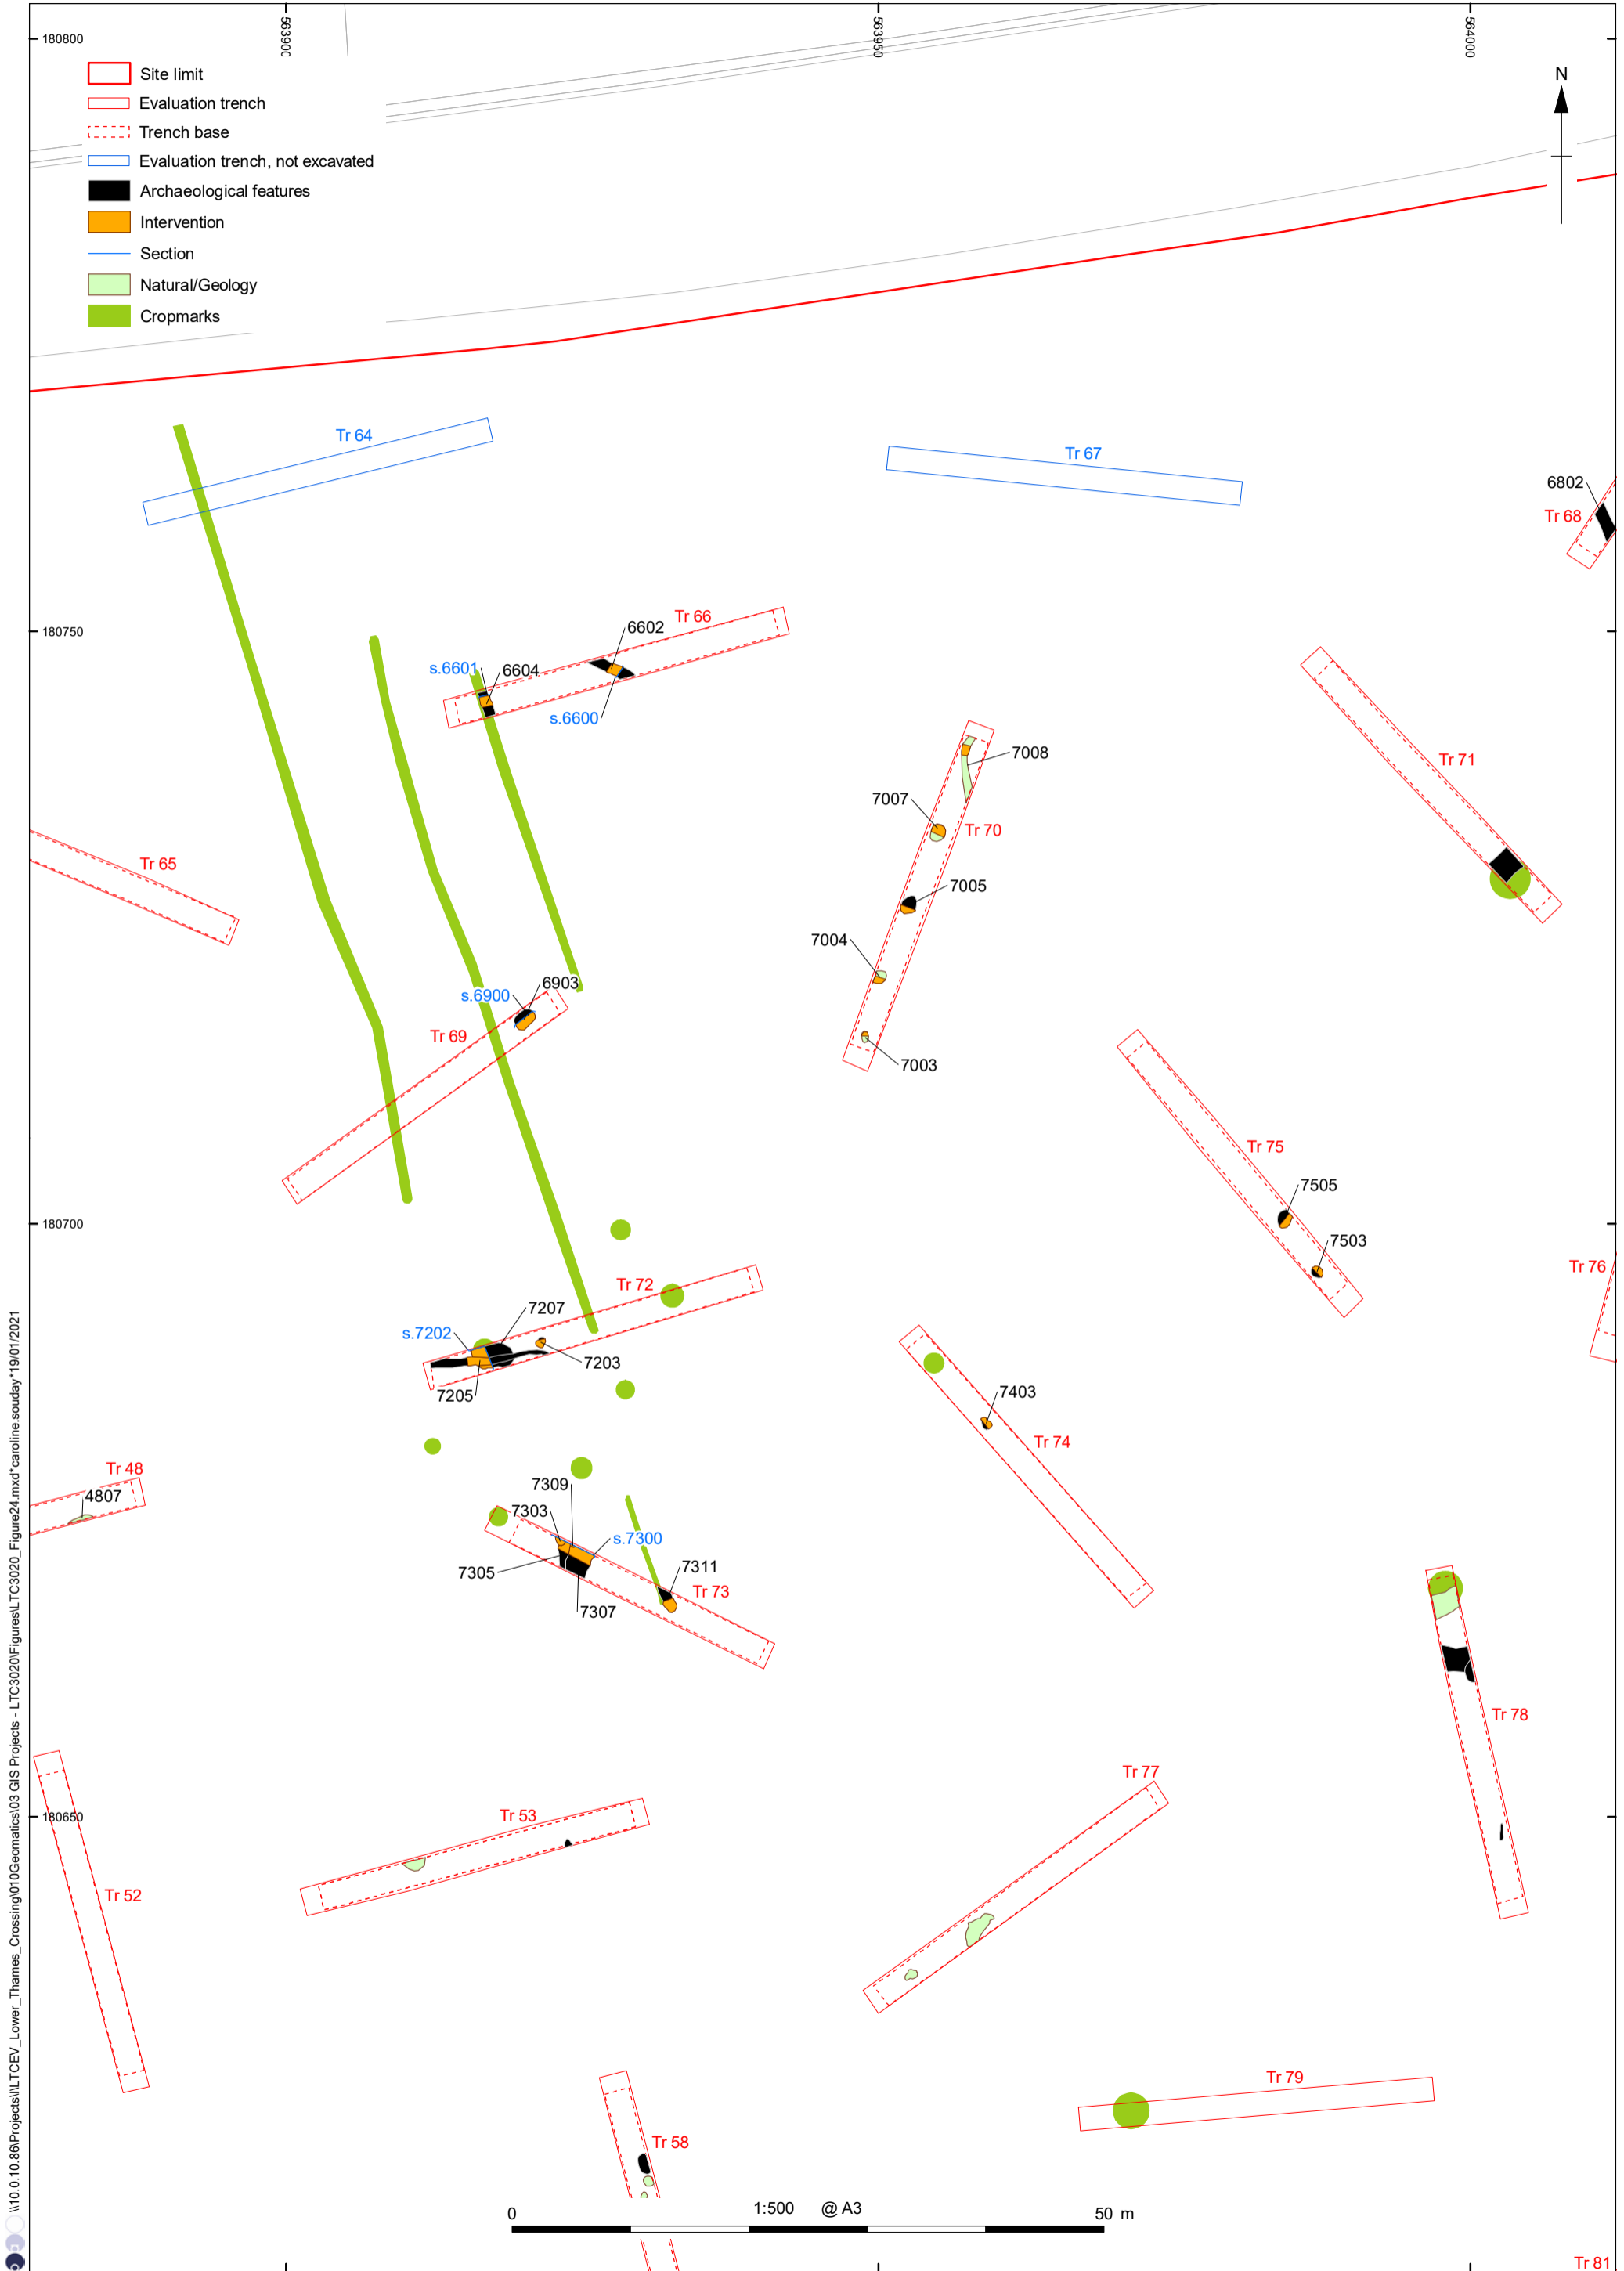 563900
563950
564000
180800
N
Site limit
Evaluation trench
Trench base
Evaluation trench, not excavated
Archaeological features
Intervention
Section
Natural/Geology
Cropmarks
Tr 64
Tr 67
6802
Tr 68
180750
Tr 66
6602
s.6601
6604
s.6600
7008
Tr 71
7007
Tr 70
Tr 65
7005
7004
6903
s.6900
Tr 69
7003
Tr 75
7505
180700
7503
Tr 76
Tr 72
7207
s.7202
7203
7205
7403
Tr 74
Tr 48
4807
7309
7303
s.7300
7305
7311
Tr 73
7307
Tr 78
Tr 77
180650
Tr 53
Tr 52
Tr 79
Tr 58
0
1:500 @ A3
50 m
Tr 81
\\10.0.10.86\Projects\I\LTCEV_Lower_Thames_Crossing\010Geomatics\03 GIS Projects - LTC3020\Figures\LTC3020_Figure24.mxd*caroline.souday*19/01/2021